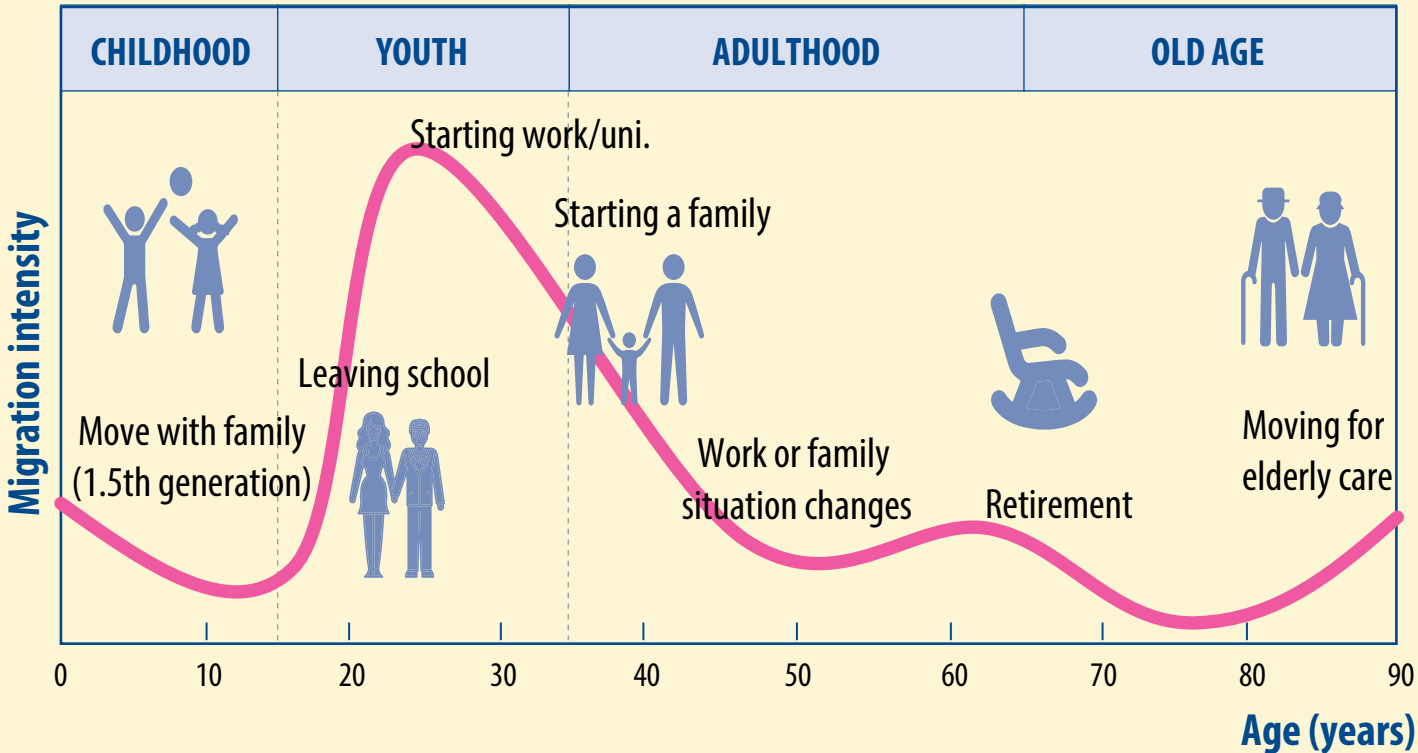 CHILDHOOD
YOUTH
ADULTHOOD
OLD AGE
Starting work/uni.
Starting a family
Leaving school
Move with family
(1.5th generation)
Work or family
situation changes
Retirement
Moving for
elderly care
Migration intensity
0 10 20 30 40 50 60 70 80 90
Age (years)